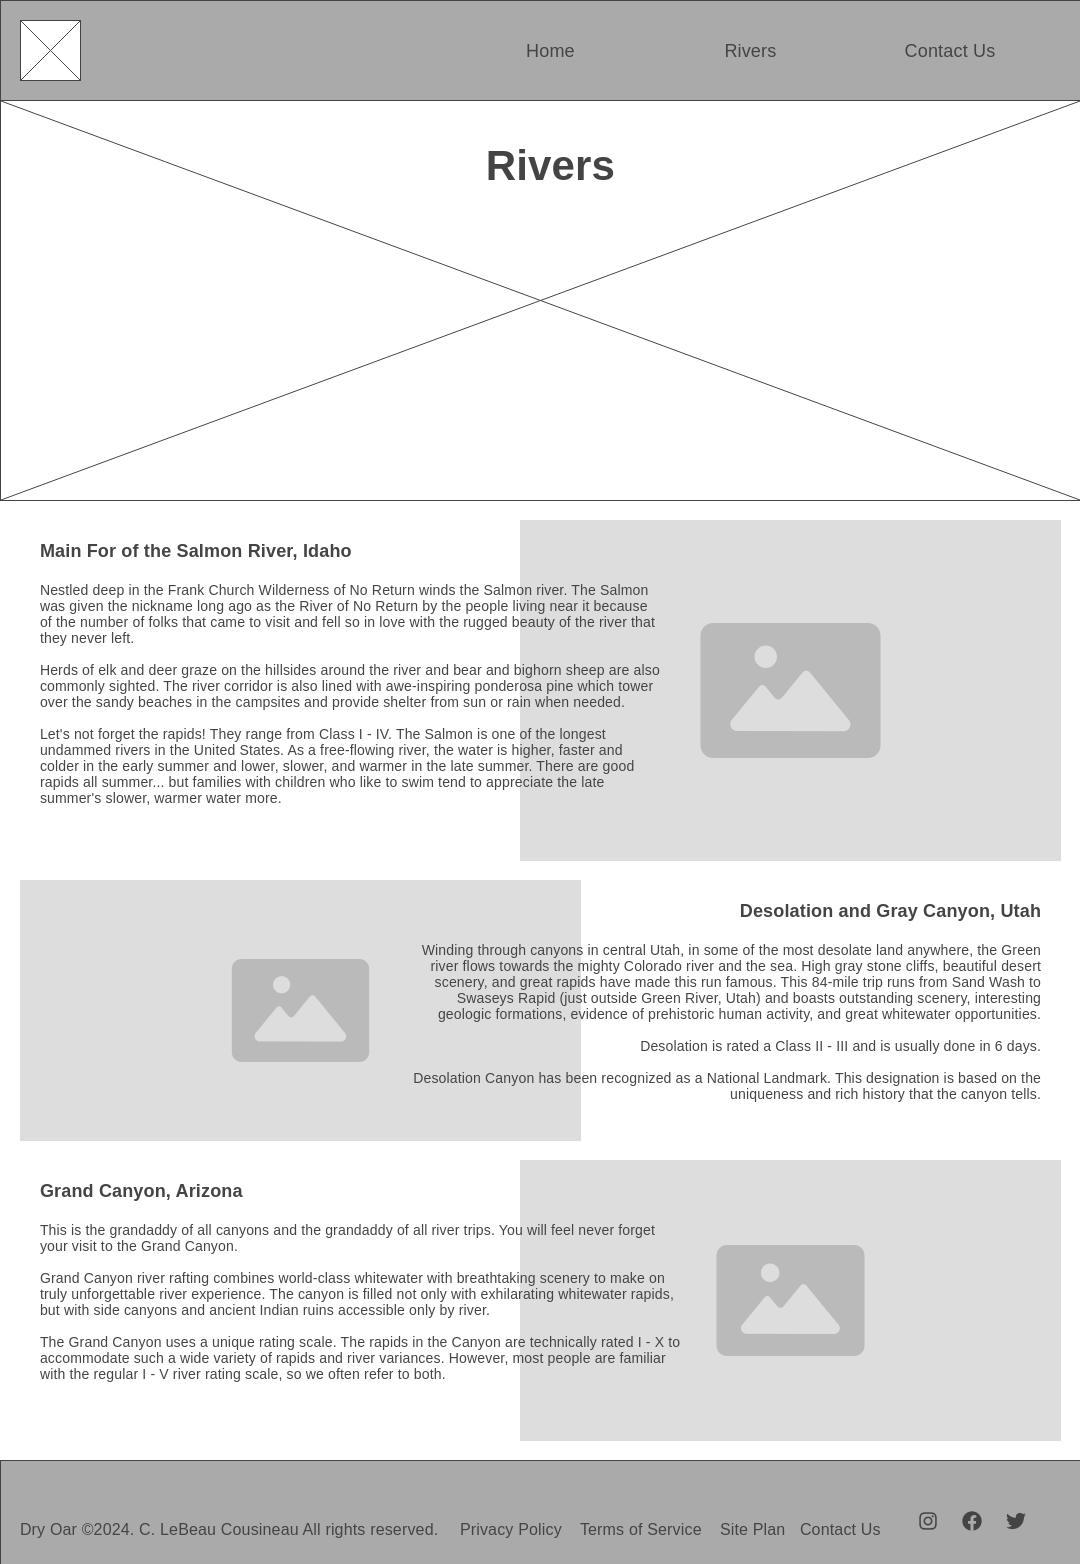 Home Rivers Contact Us
Rivers
Main For of the Salmon River, Idaho
Nestled deep in the Frank Church Wilderness of No Return winds the Salmon river. The Salmon
was given the nickname long ago as the River of No Return by the people living near it because
of the number of folks that came to visit and fell so in love with the rugged beauty of the river that
they never left.
Herds of elk and deer graze on the hillsides around the river and bear and bighorn sheep are also
commonly sighted. The river corridor is also lined with awe-inspiring ponderosa pine which tower
over the sandy beaches in the campsites and provide shelter from sun or rain when needed.
Let's not forget the rapids! They range from Class I - IV. The Salmon is one of the longest
undammed rivers in the United States. As a free-flowing river, the water is higher, faster and
colder in the early summer and lower, slower, and warmer in the late summer. There are good
rapids all summer... but families with children who like to swim tend to appreciate the late
summer's slower, warmer water more.
Desolation and Gray Canyon, Utah
Winding through canyons in central Utah, in some of the most desolate land anywhere, the Green
river flows towards the mighty Colorado river and the sea. High gray stone cliffs, beautiful desert
scenery, and great rapids have made this run famous. This 84-mile trip runs from Sand Wash to
Swaseys Rapid (just outside Green River, Utah) and boasts outstanding scenery, interesting
geologic formations, evidence of prehistoric human activity, and great whitewater opportunities.
Desolation is rated a Class II - III and is usually done in 6 days.
Desolation Canyon has been recognized as a National Landmark. This designation is based on the
uniqueness and rich history that the canyon tells.
Grand Canyon, Arizona
This is the grandaddy of all canyons and the grandaddy of all river trips. You will feel never forget
your visit to the Grand Canyon.
Grand Canyon river rafting combines world-class whitewater with breathtaking scenery to make on
truly unforgettable river experience. The canyon is filled not only with exhilarating whitewater rapids,
but with side canyons and ancient Indian ruins accessible only by river.
The Grand Canyon uses a unique rating scale. The rapids in the Canyon are technically rated I - X to
accommodate such a wide variety of rapids and river variances. However, most people are familiar
with the regular I - V river rating scale, so we often refer to both.
Dry Oar ©2024. C. LeBeau Cousineau All rights reserved. Privacy Policy Terms of Service Site Plan Contact Us